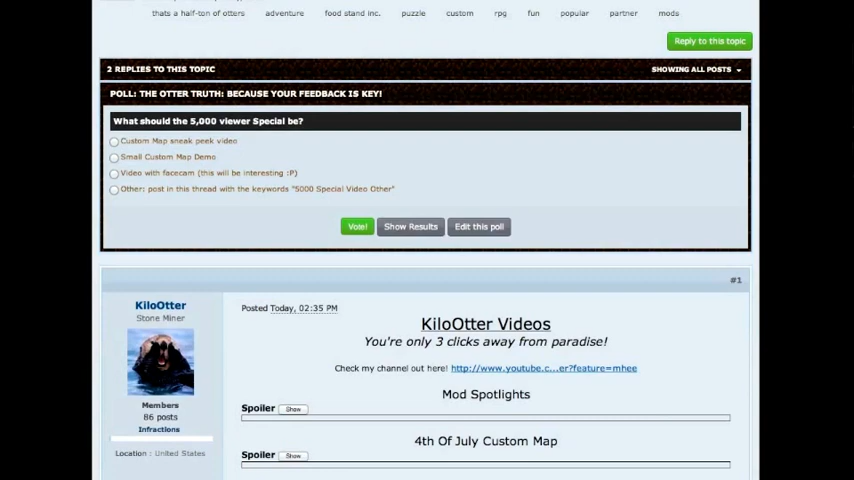 thats a half-ton of otters adventure food stand inc. puzzle custom rpg fun popular partner mods
Reply to this topic
2 REPLIES TO THIS TOPIC SHOWING ALL POSTS
POLL: THE OTTER TRUTH: BECAUSE YOUR FEEDBACK IS KEY!
What should the 5,000 viewer Special be?
Custom Map sneak peek video
Small Custom Map Demo
Video with facecam (this will be interesting :P)
Other: post in this thread with the keywords "5000 Special Video Other"
Vote! Show Results Edit this poll
#1
KiloOtter
Stone Miner
Members
86 posts
Infractions
Location : United States
Posted Today, 02:35 PM
KiloOtter Videos
You're only 3 clicks away from paradise!
Check my channel out here! http://www.youtube.c...er?feature=mhee
Mod Spotlights
Spoiler Show
4th Of July Custom Map
Spoiler Show